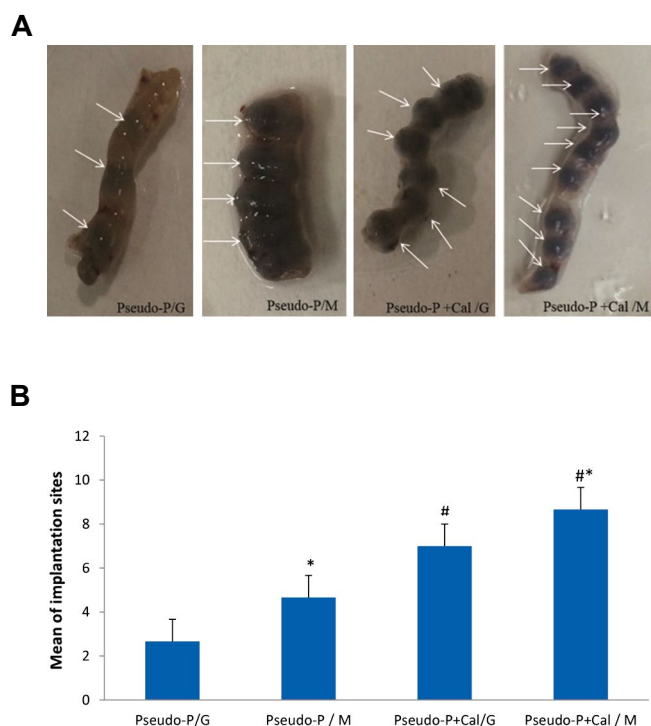 A
Pseudo-P/G
Pseudo-P/M
Pseudo-P +Cal /G
Pseudo-P +Cal/M
B
Mean of implantation sites
12
10
8
6
4
2
0
*
#
#*
Pseudo-P/G
Pseudo-P / M
Pseudo-P+Cal/G
Pseudo-P+Cal / M